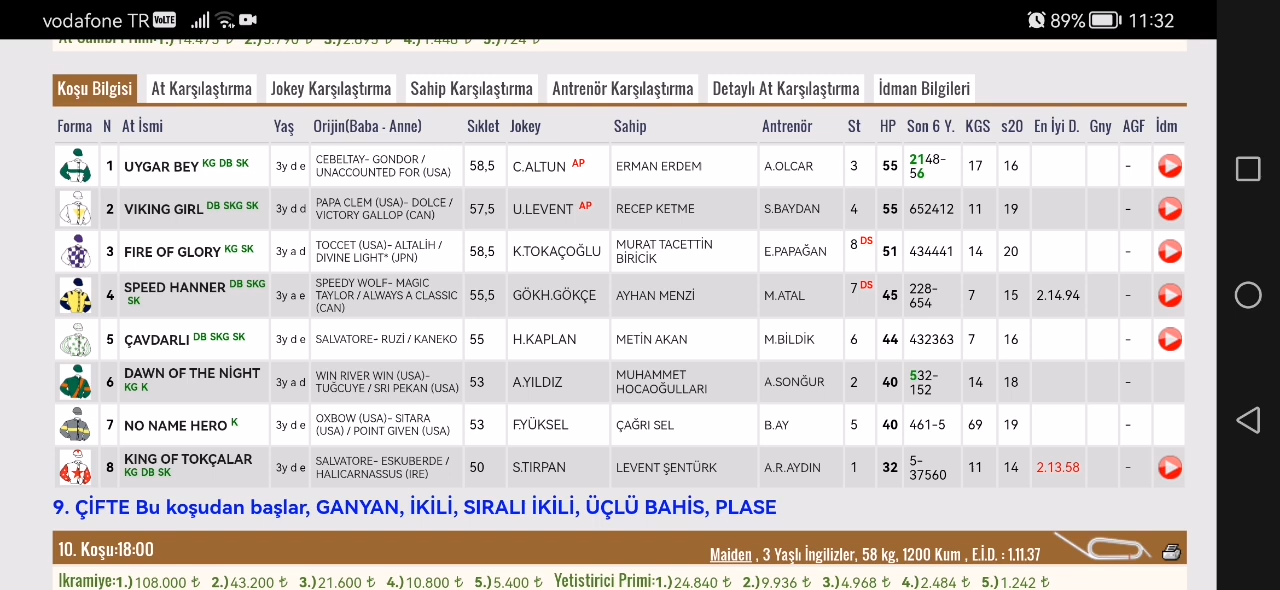 vodafone TR VoLTE 89% 11:32
Koşu Bilgisi At Karşılaştırma Jokey Karşılaştırma Sahip Karşılaştırma Antrenör Karşılaştırma Detaylı At Karşılaştırma İdman Bilgileri
Forma N At İsmi Yaş Orijin(Baba - Anne) Sıklet Jokey Sahip Antrenör St HP Son 6 Y. KGS s20 En İyi D. Gny AGF İdm
1 UYGAR BEY KG DB SK 3y d e CEBELTAY- GONDOR / 58,5 C.ALTUN AP ERMAN ERDEM A.OLCAR 3 55 2148- 17 16 -
UNACCOUNTED FOR (USA) 56
2 VIKING GIRL DB SKG SK 3y d d PAPA CLEM (USA)- DOLCE / 57,5 U.LEVENT AP RECEP KETME S.BAYDAN 4 55 652412 11 19 -
VICTORY GALLOP (CAN)
3 FIRE OF GLORY KG SK 3y a d TOCCET (USA)- ALTALİH / 58,5 K.TOKAÇOĞLU MURAT TACETTİN E.PAPAĞAN 8 DS 51 434441 14 20 -
DIVINE LIGHT* (JPN) BİRİCİK
4 SPEED HANNER DB SKG 3y a e SPEEDY WOLF- MAGIC 55,5 GÖKH.GÖKÇE AYHAN MENZİ M.ATAL 7 DS 45 228- 7 15 2.14.94 -
SK TAYLOR / ALWAYS A CLASSIC 654
(CAN)
5 ÇAVDARLI DB SKG SK 3y d e SALVATORE- RUZİ / KANEKO 55 H.KAPLAN METİN AKAN M.BİLDİK 6 44 432363 7 16 -
6 DAWN OF THE NİGHT 3y a d WIN RIVER WIN (USA)- 53 A.YILDIZ MUHAMMET A.SONĞUR 2 40 532- 14 18 -
KG K TUĞCUYE / SRI PEKAN (USA) HOCAOĞULLARI 152
7 NO NAME HERO K 3y d e OXBOW (USA)- SITARA 53 F.YÜKSEL ÇAĞRI SEL B.AY 5 40 461-5 69 19 -
(USA) / POINT GIVEN (USA)
8 KING OF TOKÇALAR 3y d e SALVATORE- ESKUBERDE / 50 S.TIRPAN LEVENT ŞENTÜRK A.R.AYDIN 1 32 5- 11 14 2.13.58 -
KG DB SK HALICARNASSUS (IRE) 37560
9. ÇİFTE Bu koşudan başlar, GANYAN, İKİLİ, SIRALI İKİLİ, ÜÇLÜ BAHİS, PLASE
10. Koşu:18:00 Maiden , 3 Yaşlı İngilizler, 58 kg, 1200 Kum , E.İ.D. : 1.11.37
Ikramiye:1.) 108.000 ₺ 2.) 43.200 ₺ 3.) 21.600 ₺ 4.) 10.800 ₺ 5.) 5.400 ₺ Yetistirici Primi:1.) 24.840 ₺ 2.) 9.936 ₺ 3.) 4.968 ₺ 4.) 2.484 ₺ 5.) 1.242 ₺